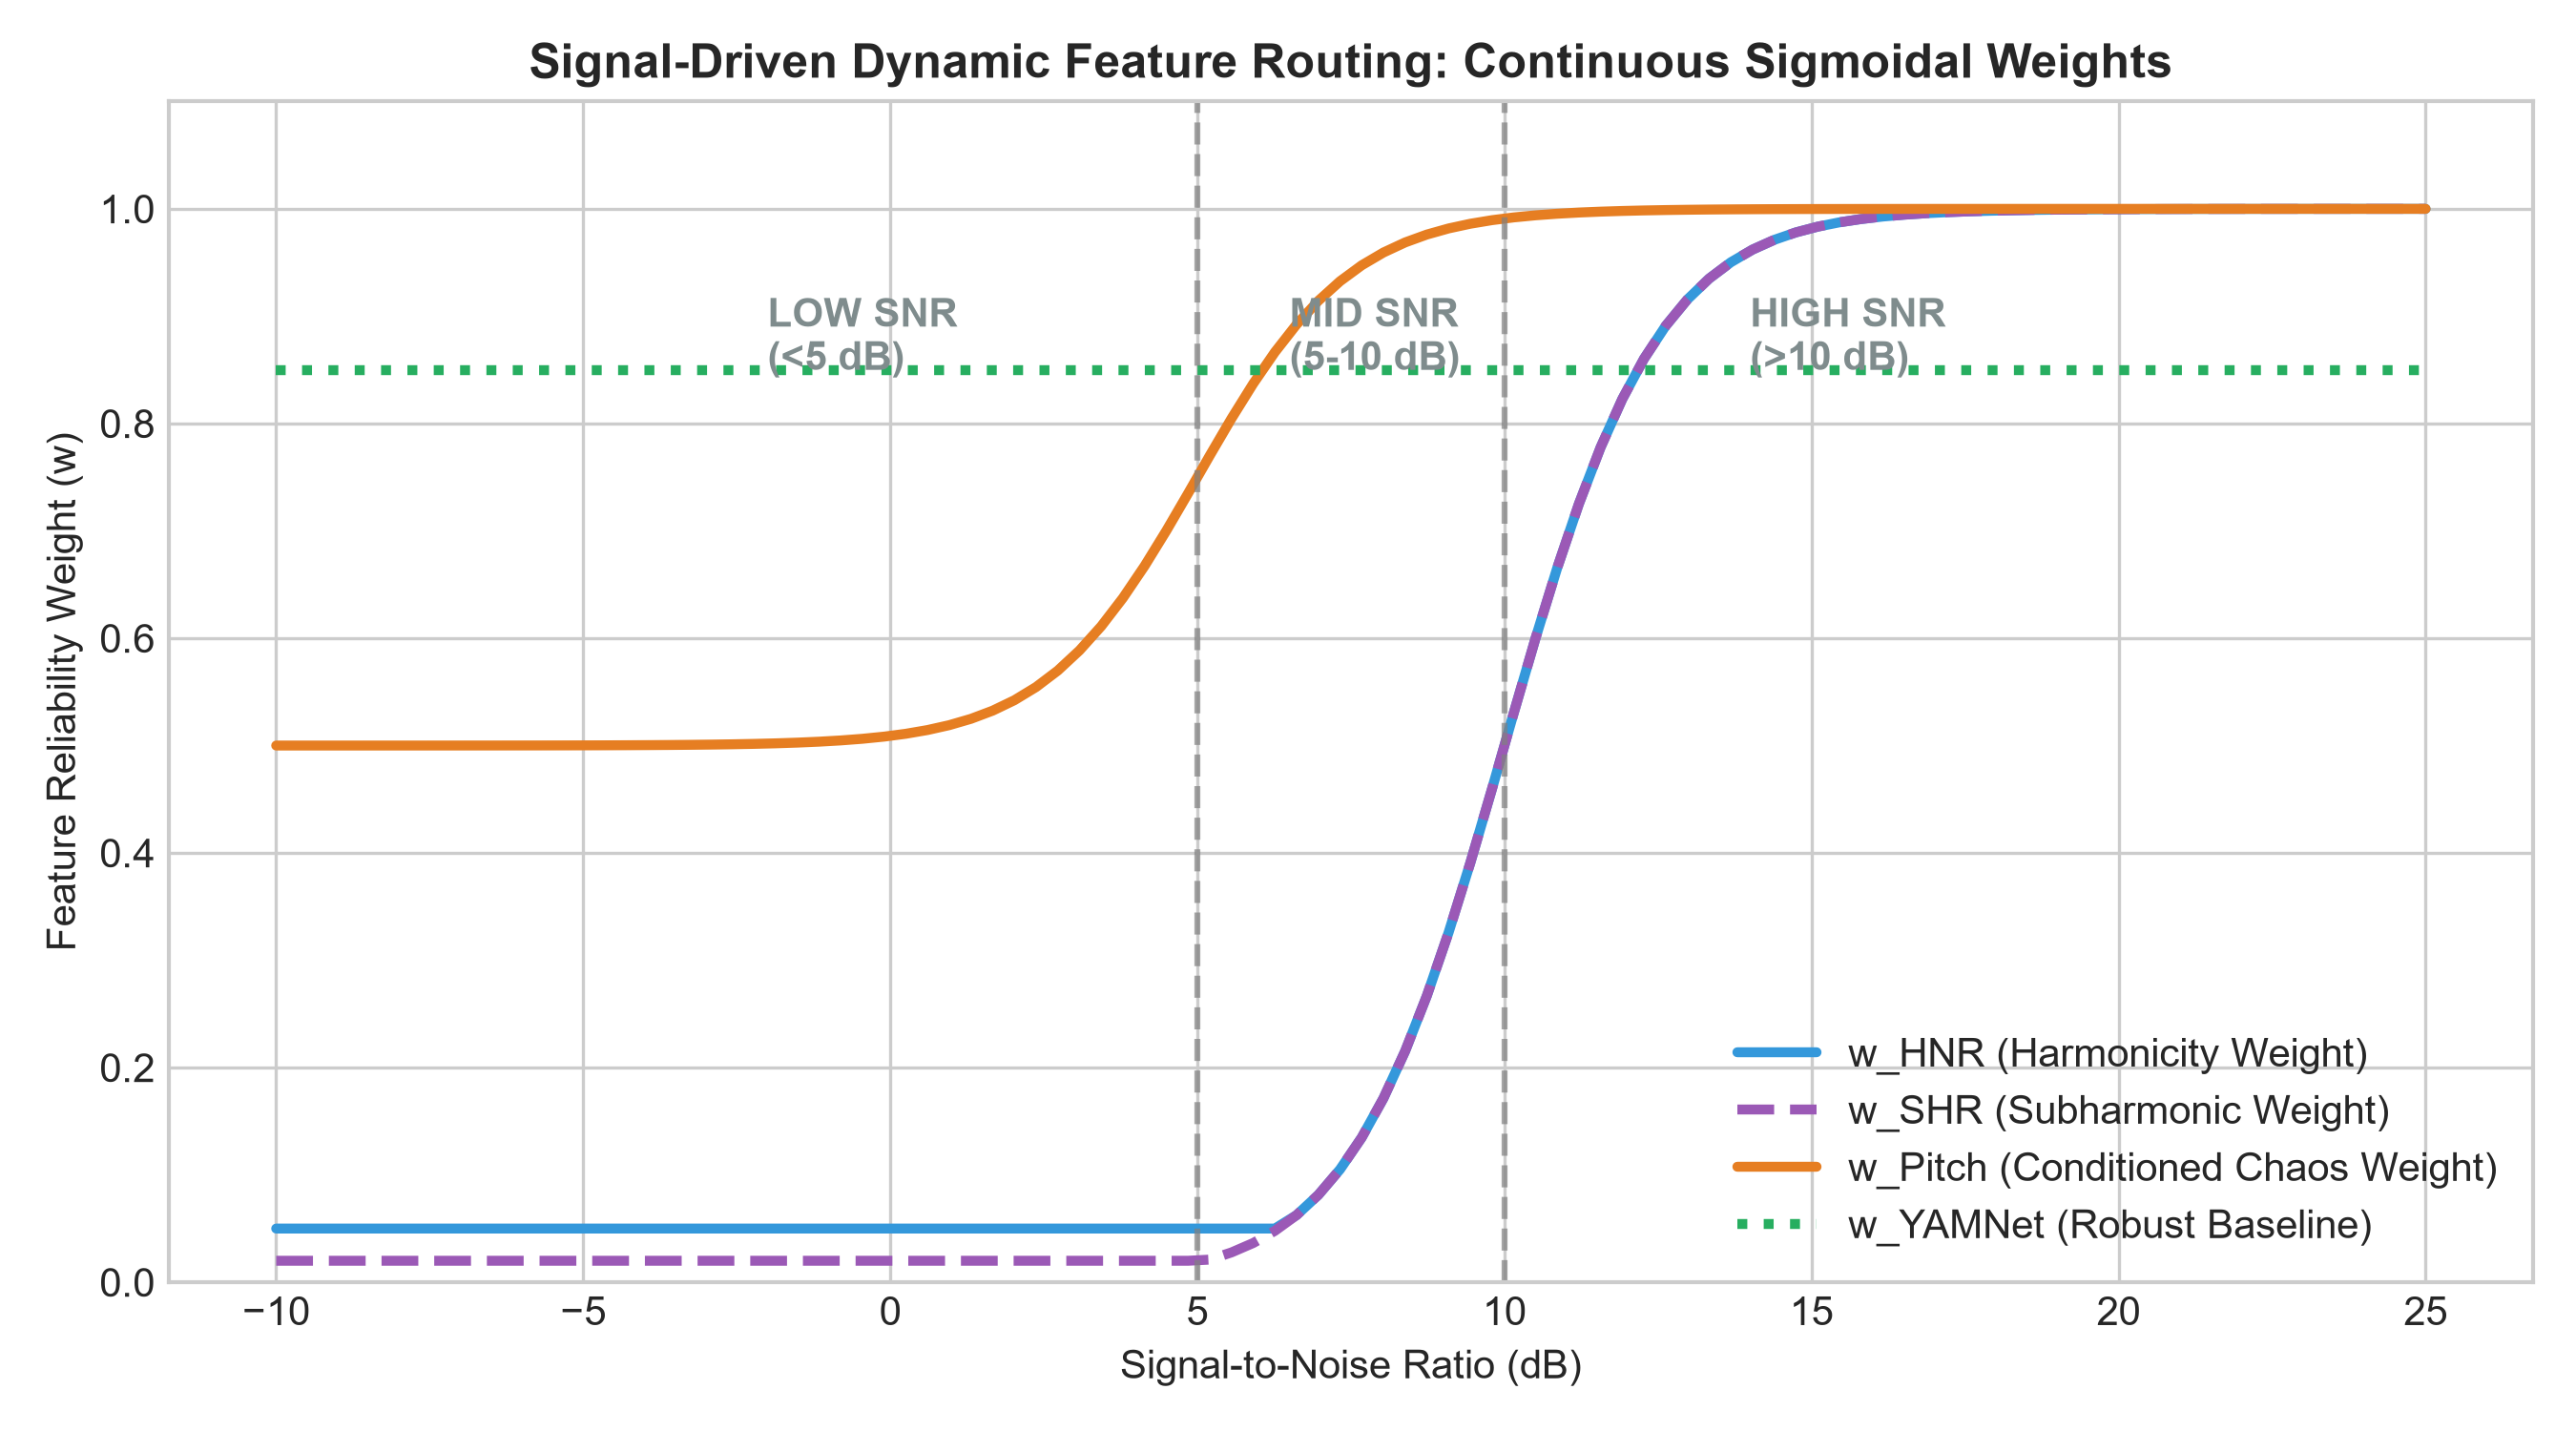 Signal-Driven Dynamic Feature Routing: Continuous Sigmoidal Weights
Feature Reliability Weight (w)
1.0
0.8
0.6
0.4
0.2
0.0
LOW SNR
(<5 dB)
MID SNR
(5-10 dB)
HIGH SNR
(>10 dB)
w_HNR (Harmonicity Weight)
w_SHR (Subharmonic Weight)
w_Pitch (Conditioned Chaos Weight)
w_YAMNet (Robust Baseline)
−10 −5 0 5 10 15 20 25
Signal-to-Noise Ratio (dB)